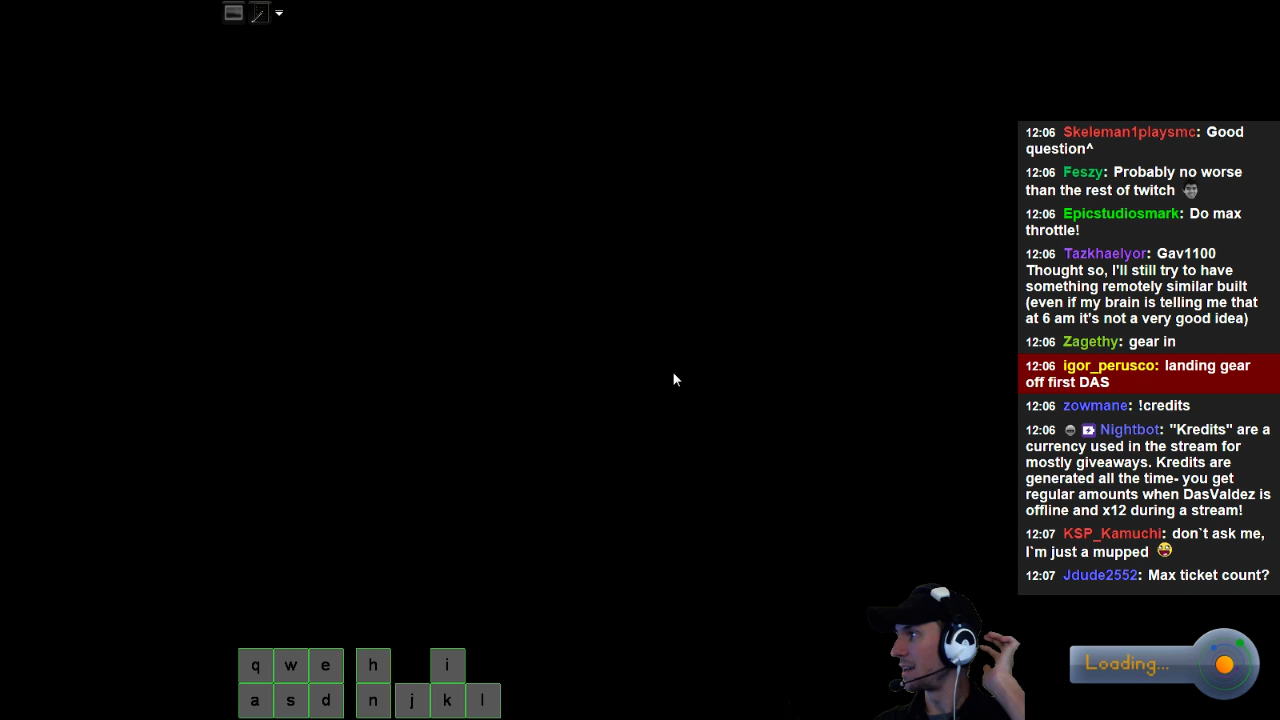 12:06 Skeleman1playsmc: Good
question^
12:06 Feszy: Probably no worse
than the rest of twitch
12:06 Epicstudiosmark: Do max
throttle!
12:06 Tazkhaelyor: Gav1100
Thought so, I'll still try to have
something remotely similar built
(even if my brain is telling me that
at 6 am it's not a very good idea)
12:06 Zagethy: gear in
12:06 igor_perusco: landing gear
off first DAS
12:06 zowmane: !credits
12:06 Nightbot: "Kredits" are a
currency used in the stream for
mostly giveaways. Kredits are
generated all the time- you get
regular amounts when DasValdez is
offline and x12 during a stream!
12:07 KSP_Kamuchi: don`t ask me,
I`m just a mupped
12:07 Jdude2552: Max ticket count?
q w e h i
a s d n j k l
Loading...